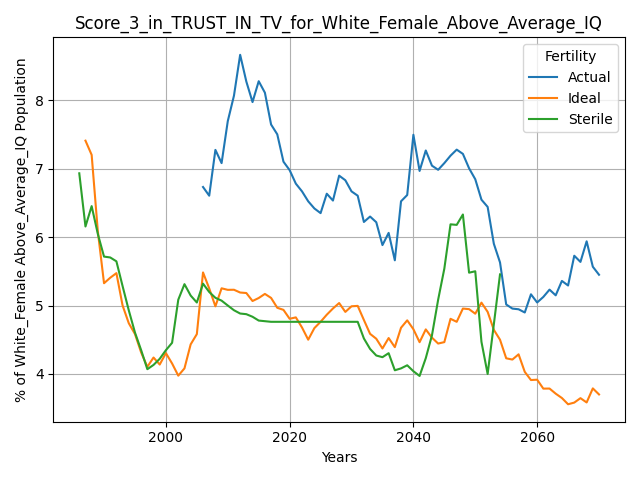 Score_3_in_TRUST_IN_TV_for_White_Female_Above_Average_IQ
% of White_Female Above_Average_IQ Population
8
7
6
5
4
Fertility
Actual
Ideal
Sterile
2000 2020 2040 2060
Years